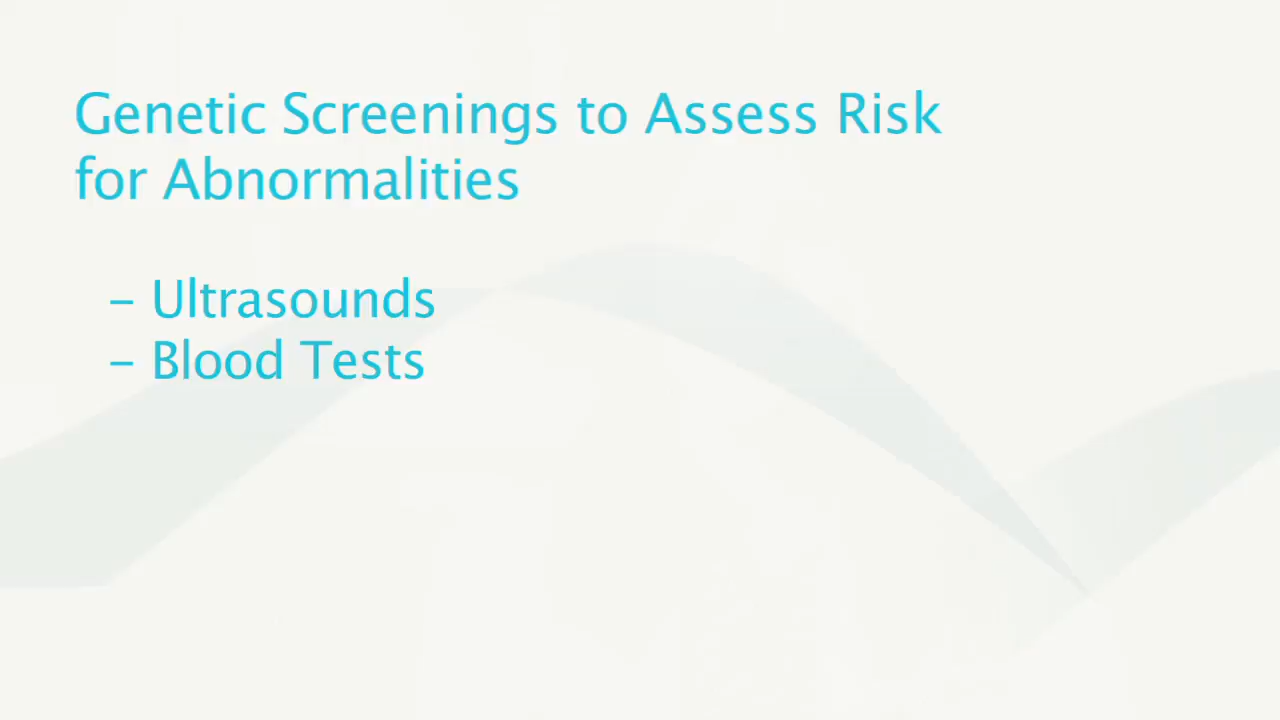 Genetic Screenings to Assess Risk
for Abnormalities
– Ultrasounds
– Blood Tests